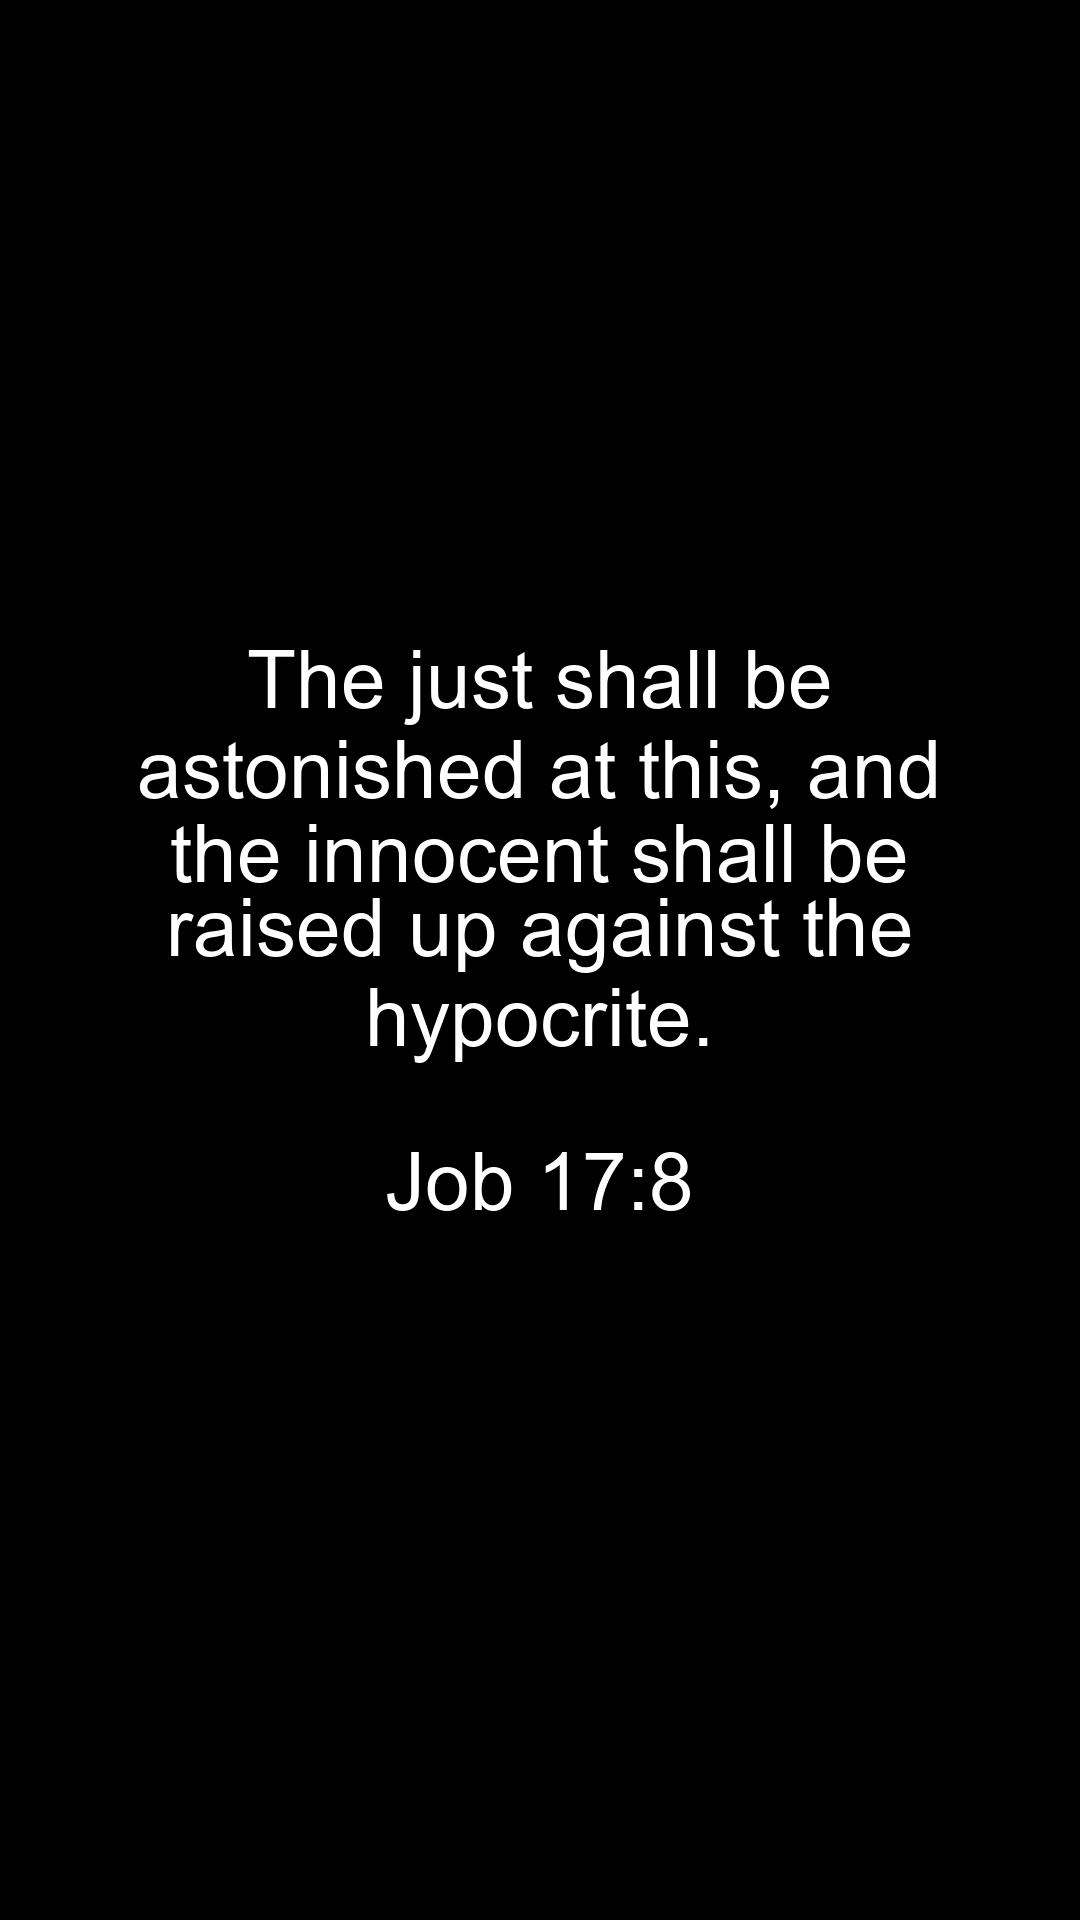 The just shall be
astonished at this, and
the innocent shall be
raised up against the
hypocrite.
Job 17:8